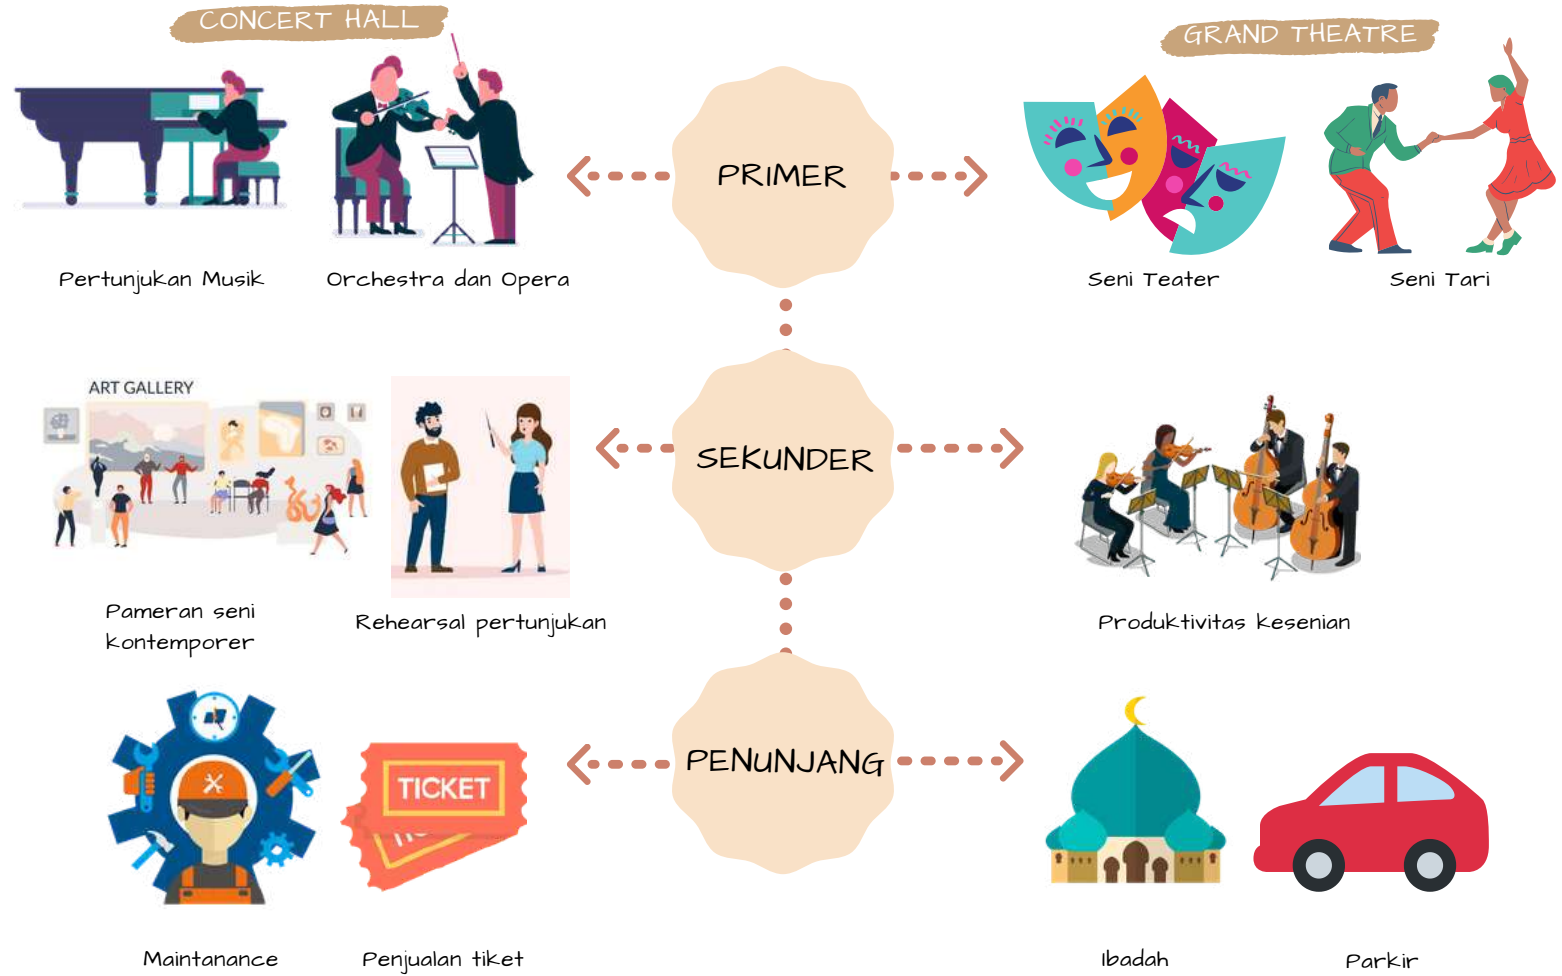 CONCERT HALL
GRAND THEATRE
PRIMER
Pertunjukan Musik
Orchestra dan Opera
Seni Teater
Seni Tari
ART GALLERY
SEKUNDER
Pameran seni
kontemporer
Rehearsal pertunjukan
Produktivitas kesenian
PENUNJANG
TICKET
Maintanance
Penjualan tiket
Ibadah
Parkir